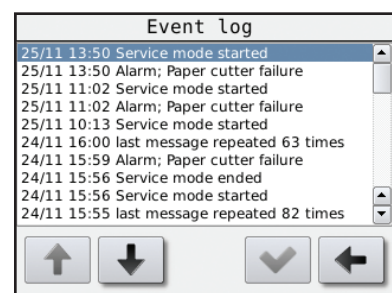 Event log
25/11 13:50 Service mode started
25/11 13:50 Alarm; Paper cutter failure
25/11 11:02 Service mode started
25/11 11:02 Alarm; Paper cutter failure
25/11 10:13 Service mode started
24/11 16:00 last message repeated 63 times
24/11 15:59 Alarm; Paper cutter failure
24/11 15:56 Service mode ended
24/11 15:56 Service mode started
24/11 15:55 last message repeated 82 times